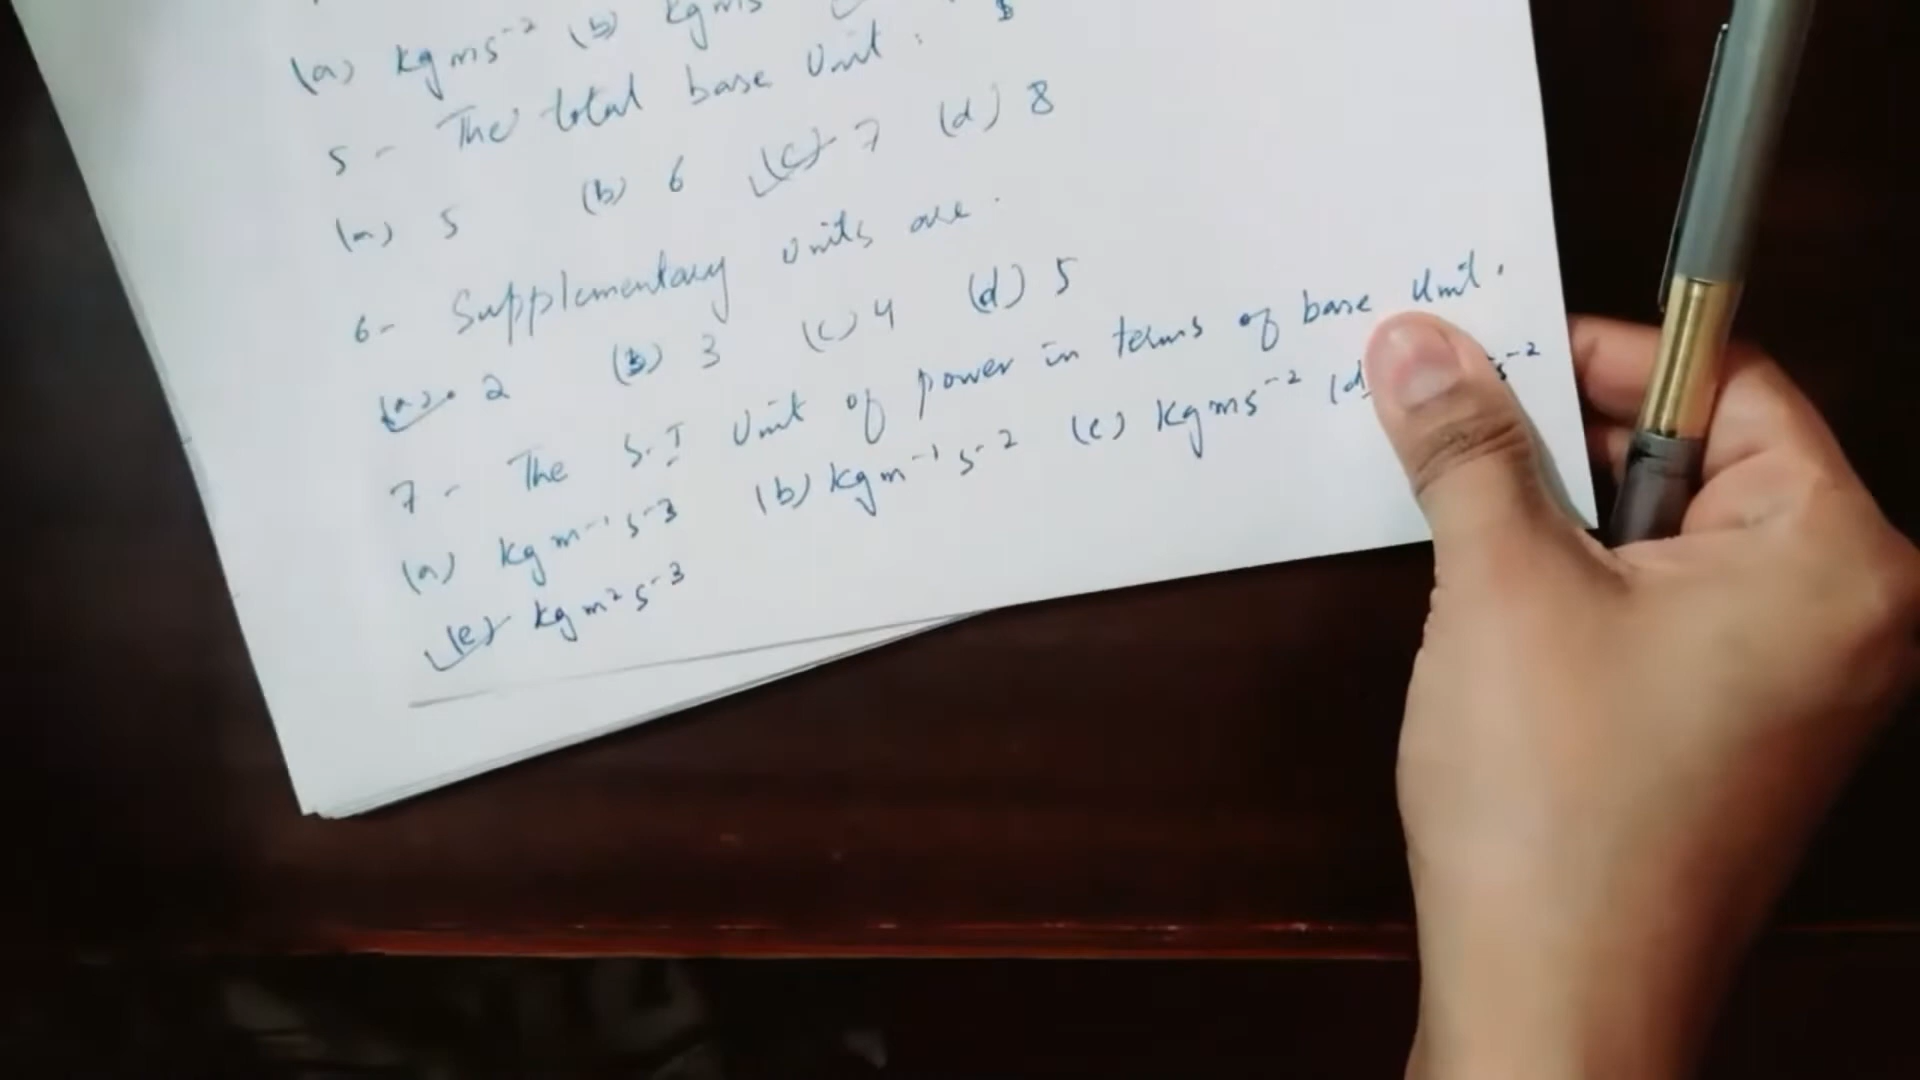 (a) kgms⁻² (b) kgms
5 - The total base Unit :
(a) 5 (b) 6 (c) 7 (d) 8
6 - Supplementary Units are .
(a) 2 (b) 3 (c) 4 (d) 5
7 - The S.I Unit of power in terms of base Unit .
(a) kgm⁻¹s⁻³ (b) kgm⁻¹s⁻² (c) kgms⁻² (d) s⁻²
(e) kgm²s⁻³